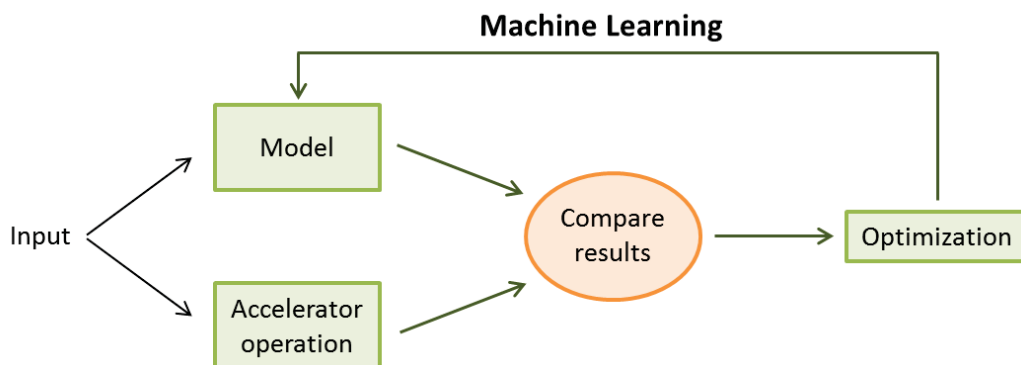 Machine Learning
Model
Input
Compare
results
Optimization
Accelerator
operation